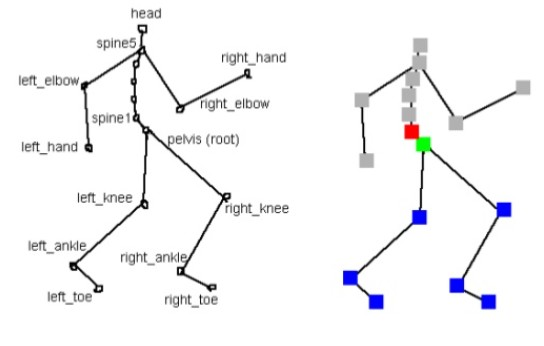 head
spine5
right_hand
left_elbow
right_elbow
spine1
pelvis (root)
left_hand
left_knee
right_knee
left_ankle
right_ankle
left_toe
right_toe